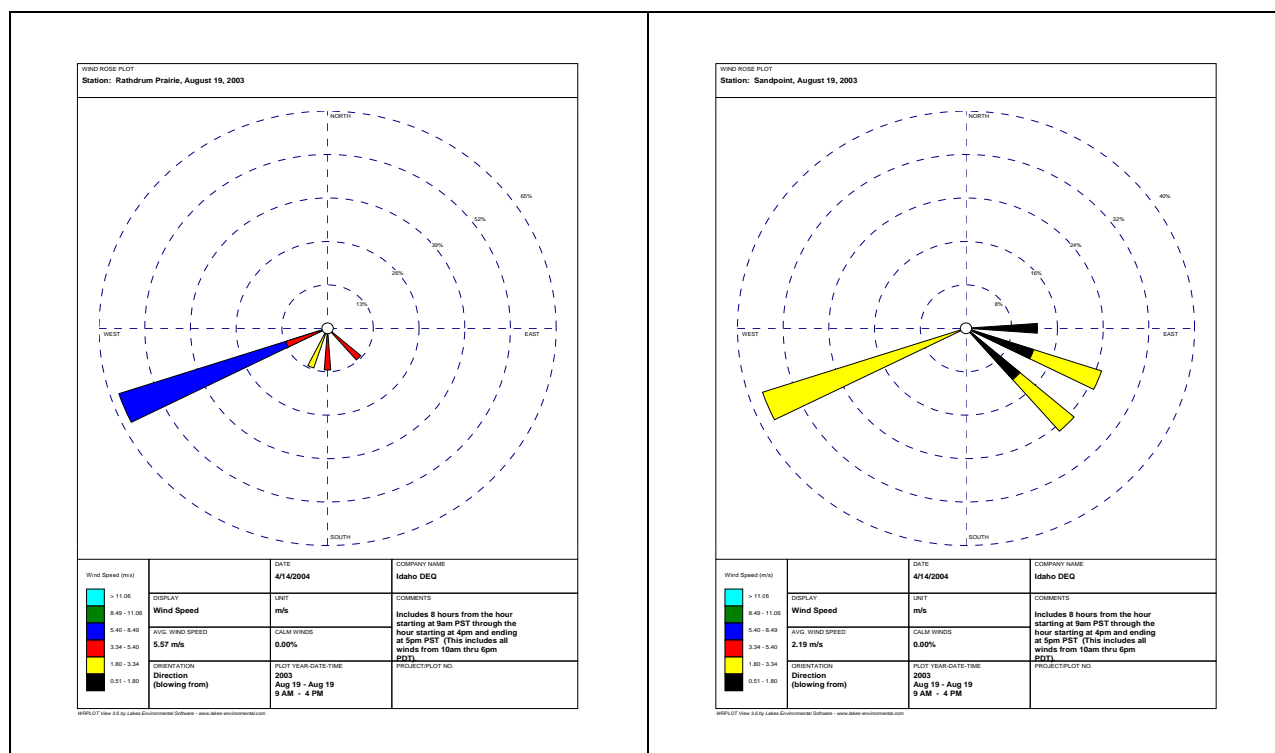 WIND ROSE PLOT
Station: Rathdrum Prairie, August 19, 2003
NORTH
65%
52%
39%
26%
13%
WEST
EAST
SOUTH
Wind Speed (m/s)
> 11.06
8.49 - 11.06
5.40 - 8.49
3.34 - 5.40
1.80 - 3.34
0.51 - 1.80
DATE
4/14/2004
COMPANY NAME
Idaho DEQ
DISPLAY
Wind Speed
UNIT
m/s
COMMENTS
Includes 8 hours from the hour
starting at 9am PST through the
hour starting at 4pm and ending
at 5pm PST (This includes all
winds from 10am thru 6pm
PDT).
AVG. WIND SPEED
5.57 m/s
CALM WINDS
0.00%
ORIENTATION
Direction
(blowing from)
PLOT YEAR-DATE-TIME
2003
Aug 19 - Aug 19
9 AM - 4 PM
PROJECT/PLOT NO.
WRPLOT View 3.5 by Lakes Environmental Software - www.lakes-environmental.com
WIND ROSE PLOT
Station: Sandpoint, August 19, 2003
NORTH
40%
32%
24%
16%
8%
WEST
EAST
SOUTH
Wind Speed (m/s)
> 11.06
8.49 - 11.06
5.40 - 8.49
3.34 - 5.40
1.80 - 3.34
0.51 - 1.80
DATE
4/14/2004
COMPANY NAME
Idaho DEQ
DISPLAY
Wind Speed
UNIT
m/s
COMMENTS
Includes 8 hours from the hour
starting at 9am PST through the
hour starting at 4pm and ending
at 5pm PST (This includes all
winds from 10am thru 6pm
PDT).
AVG. WIND SPEED
2.19 m/s
CALM WINDS
0.00%
ORIENTATION
Direction
(blowing from)
PLOT YEAR-DATE-TIME
2003
Aug 19 - Aug 19
9 AM - 4 PM
PROJECT/PLOT NO.
WRPLOT View 3.5 by Lakes Environmental Software - www.lakes-environmental.com